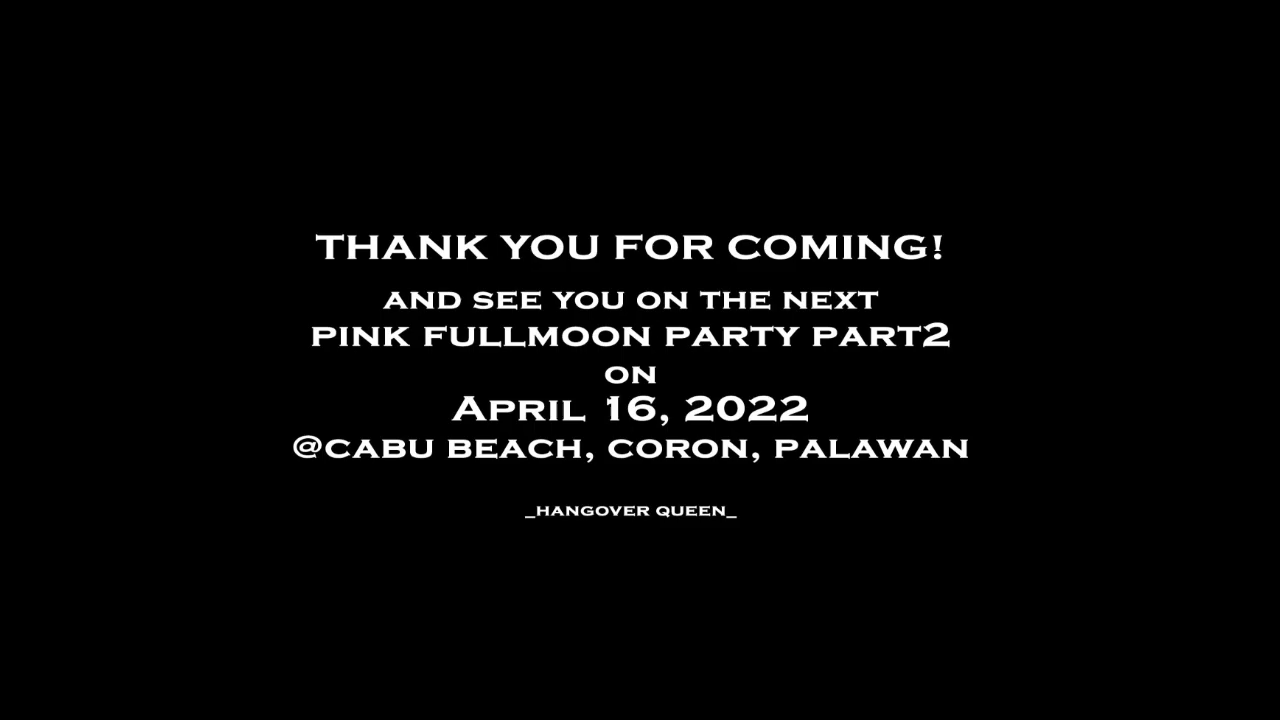 THANK YOU FOR COMING!
AND SEE YOU ON THE NEXT
PINK FULLMOON PARTY PART2
ON
APRIL 16, 2022
@CABU BEACH, CORON, PALAWAN
_HANGOVER QUEEN_